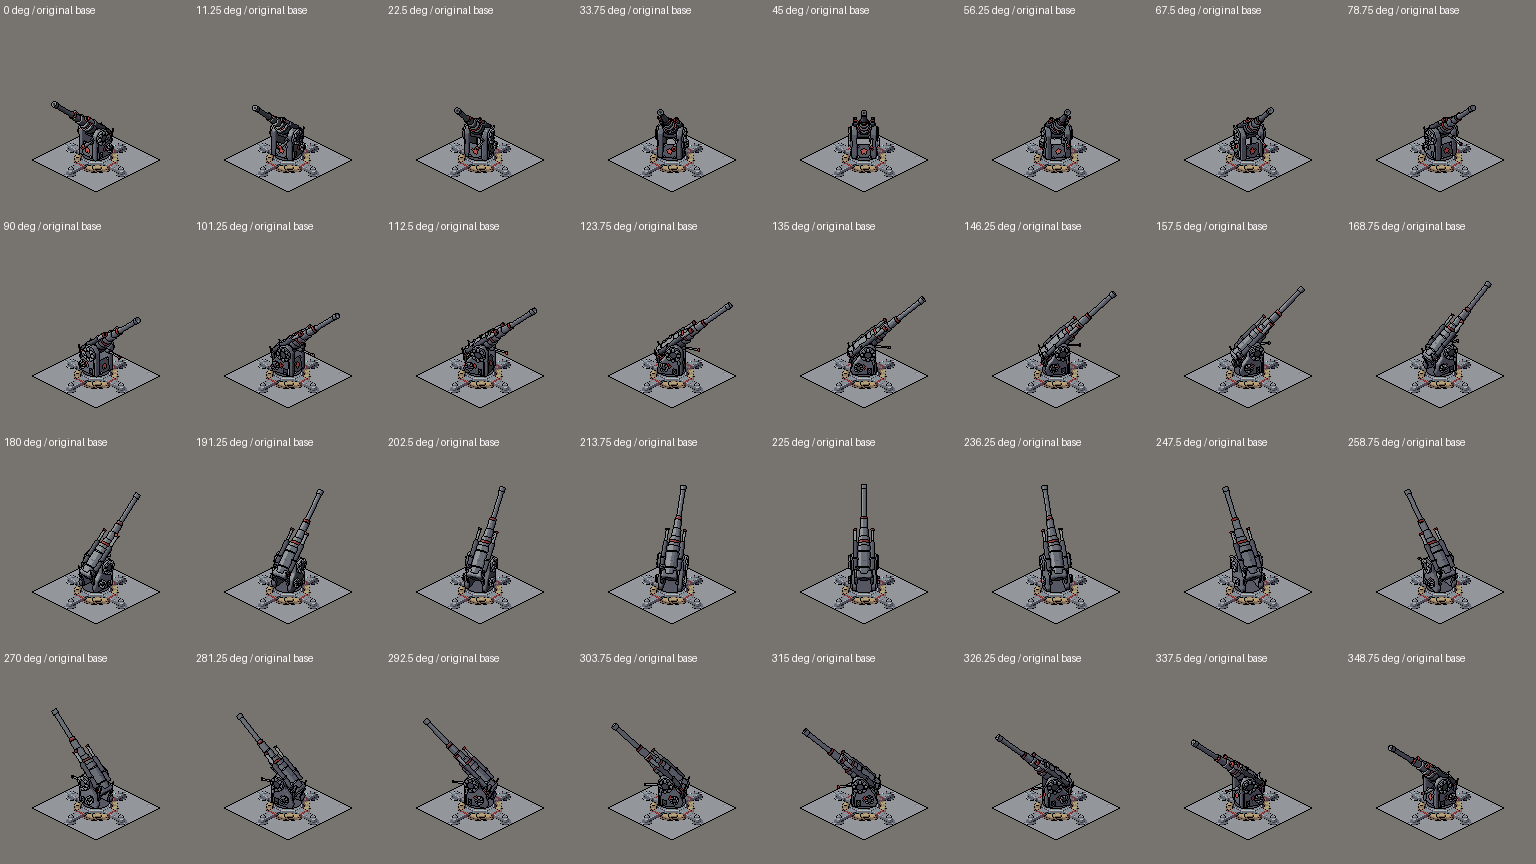 0 deg / original base
11.25 deg / original base
22.5 deg / original base
33.75 deg / original base
45 deg / original base
56.25 deg / original base
67.5 deg / original base
78.75 deg / original base
90 deg / original base
101.25 deg / original base
112.5 deg / original base
123.75 deg / original base
135 deg / original base
146.25 deg / original base
157.5 deg / original base
168.75 deg / original base
180 deg / original base
191.25 deg / original base
202.5 deg / original base
213.75 deg / original base
225 deg / original base
236.25 deg / original base
247.5 deg / original base
258.75 deg / original base
270 deg / original base
281.25 deg / original base
292.5 deg / original base
303.75 deg / original base
315 deg / original base
326.25 deg / original base
337.5 deg / original base
348.75 deg / original base